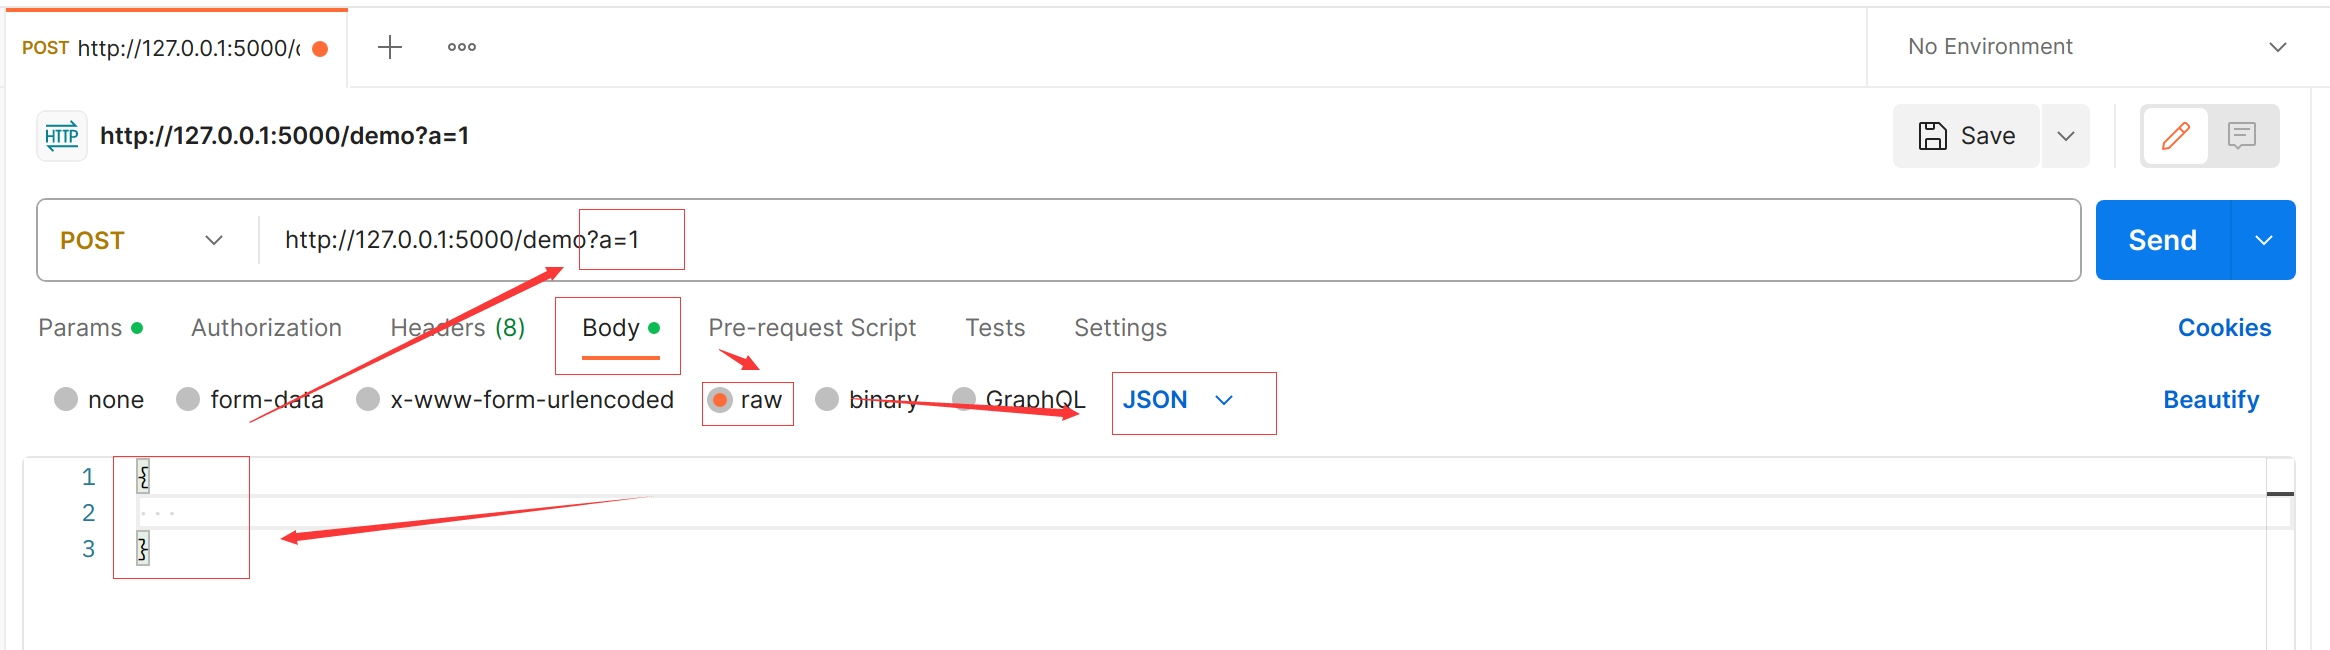 POST http://127.0.0.1:5000/c
No Environment
HTTP http://127.0.0.1:5000/demo?a=1
Save
POST http://127.0.0.1:5000/demo?a=1
Send
Params Authorization Headers (8) Body Pre-request Script Tests Settings Cookies
none form-data x-www-form-urlencoded raw binary GraphQL JSON Beautify
1 {
2 ...
3 }